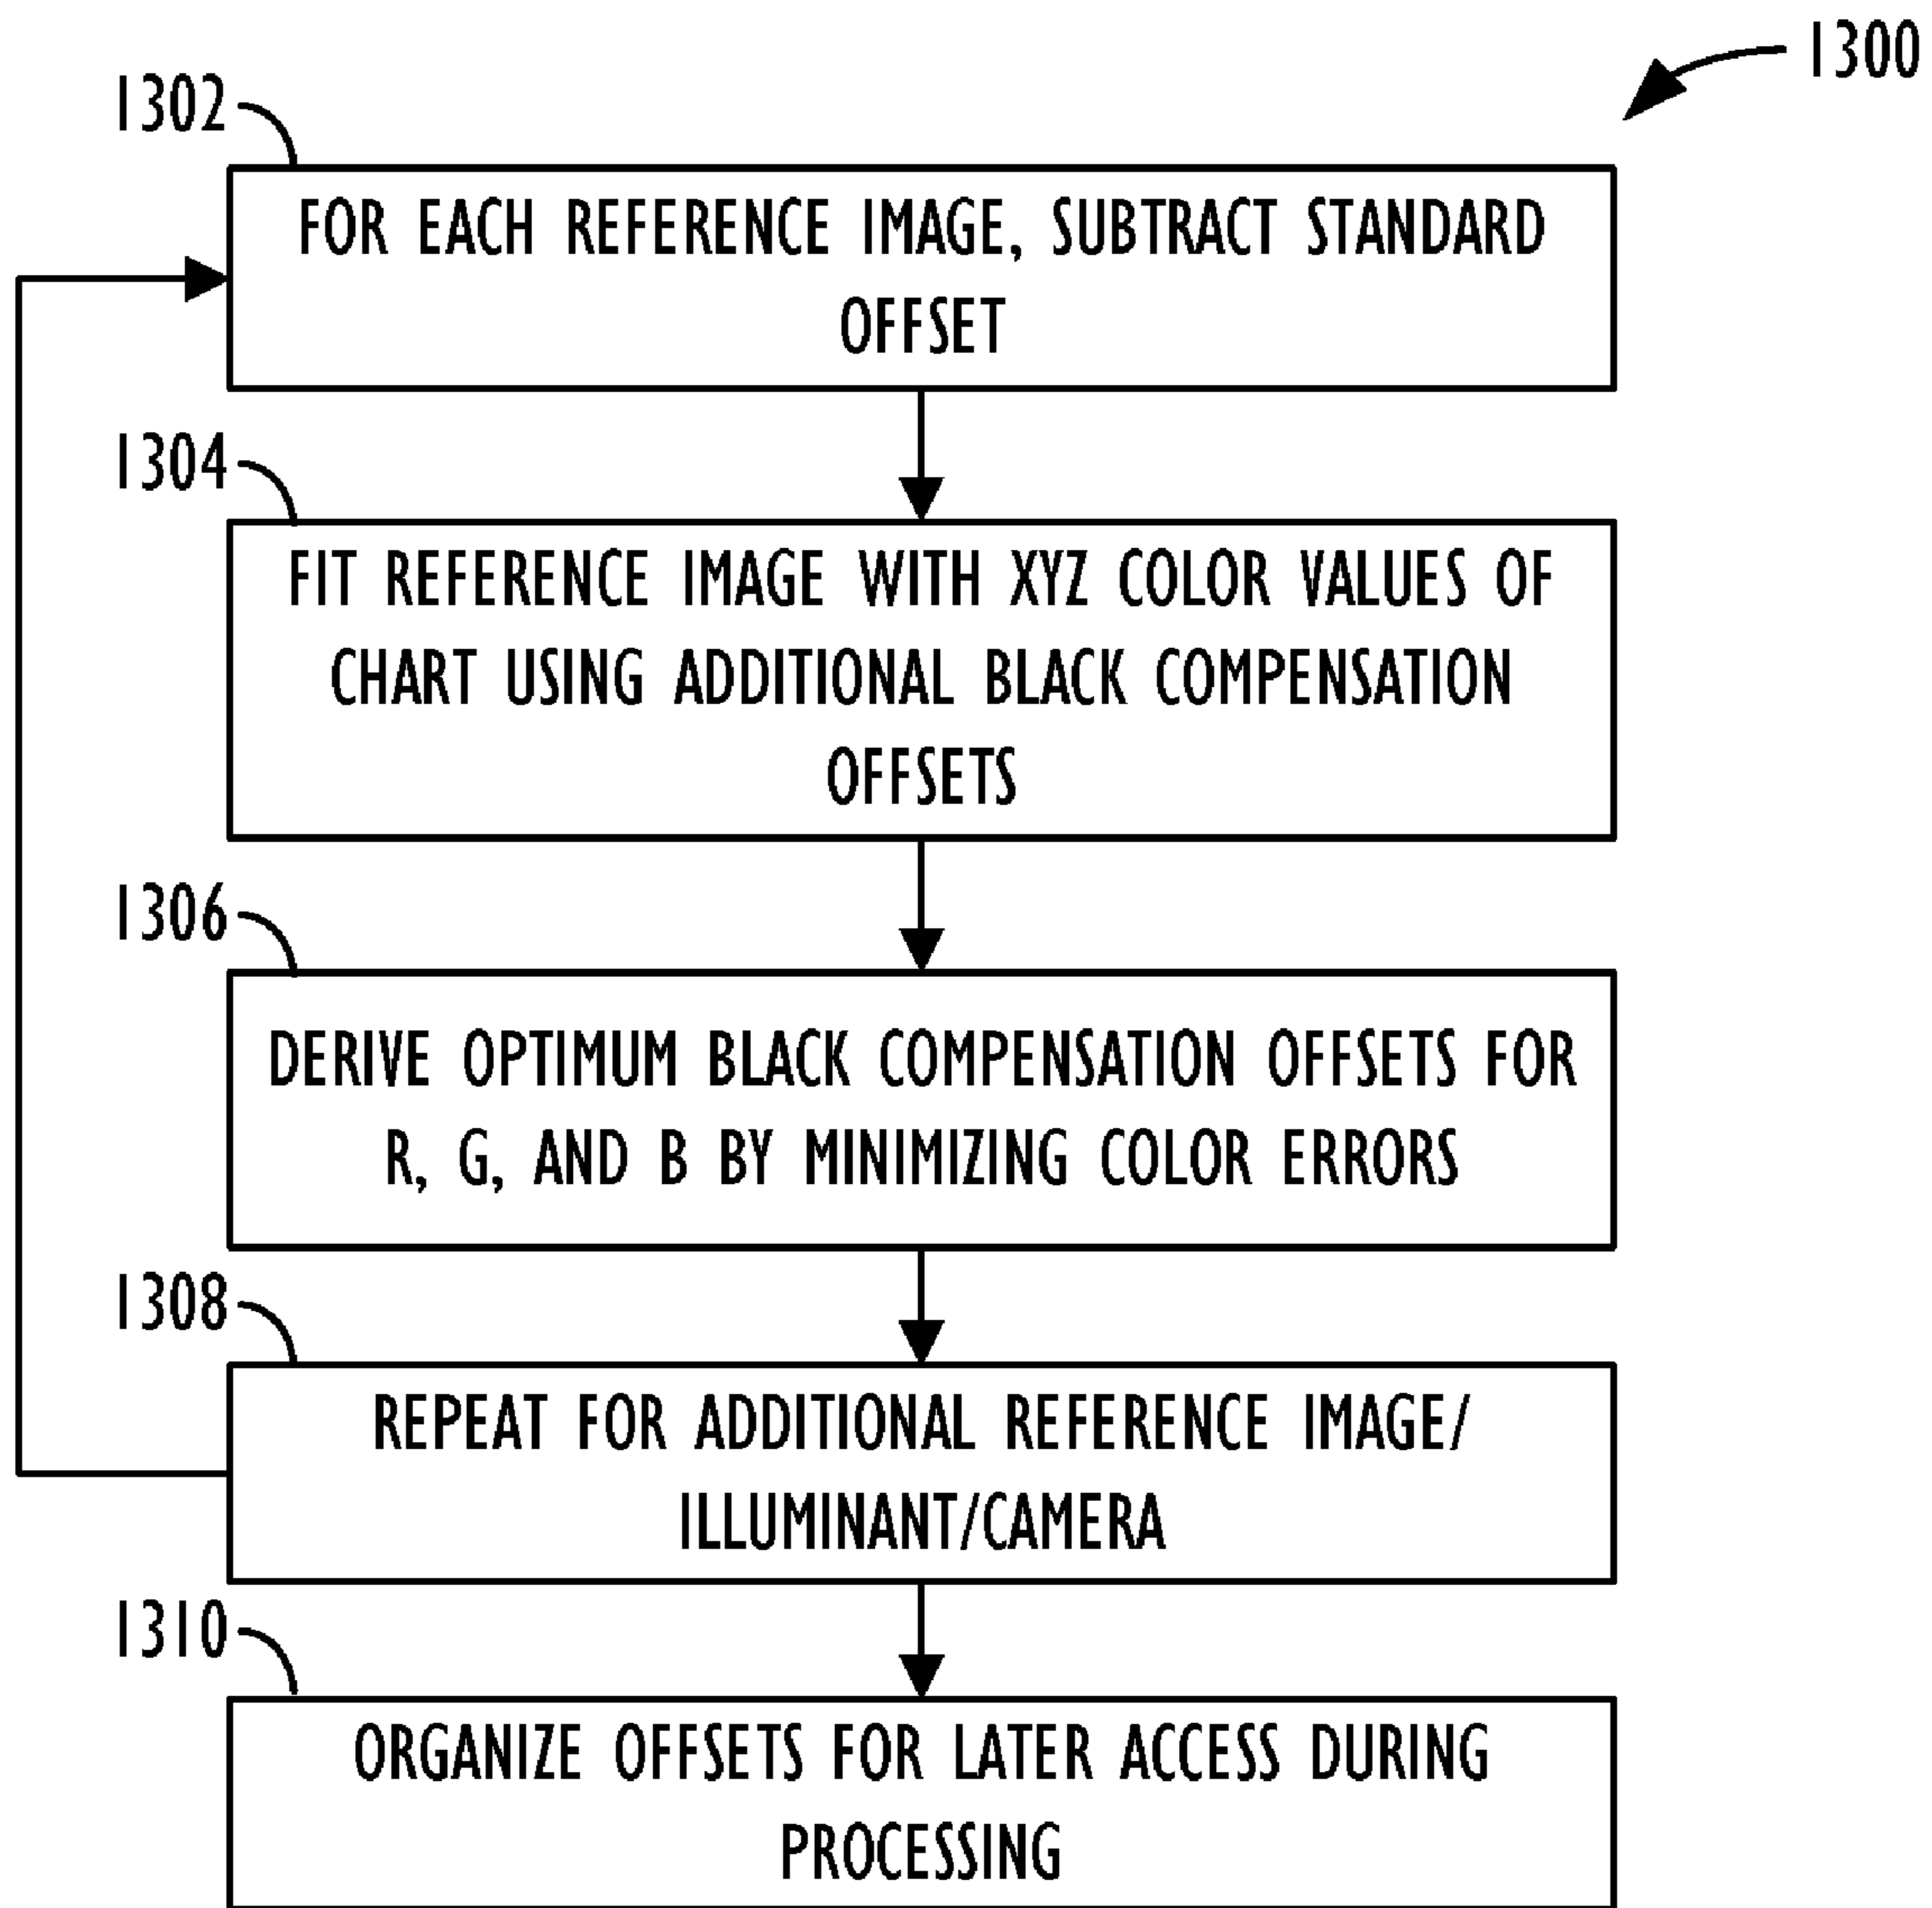 1300
1302
FOR EACH REFERENCE IMAGE, SUBTRACT STANDARD
OFFSET
1304
FIT REFERENCE IMAGE WITH XYZ COLOR VALUES OF
CHART USING ADDITIONAL BLACK COMPENSATION
OFFSETS
1306
DERIVE OPTIMUM BLACK COMPENSATION OFFSETS FOR
R, G, AND B BY MINIMIZING COLOR ERRORS
1308
REPEAT FOR ADDITIONAL REFERENCE IMAGE/
ILLUMINANT/CAMERA
1310
ORGANIZE OFFSETS FOR LATER ACCESS DURING
PROCESSING